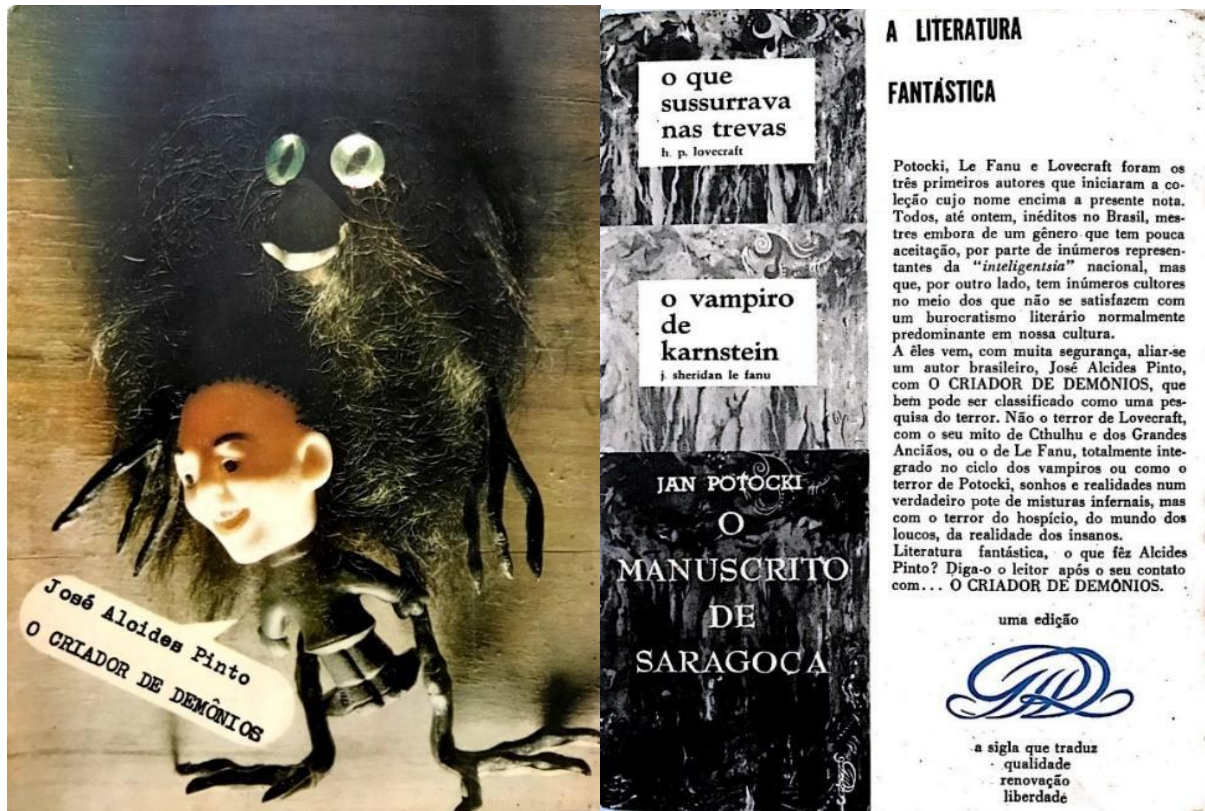 José Alcides Pinto
O CRIADOR DE DEMÔNIOS
o que
sussurrava
nas trevas
h. p. lovecraft
o vampiro
de
karnstein
j. sheridan le fanu
JAN POTOCKI
O
MANUSCRITO
DE
SARAGOÇA
A LITERATURA
FANTÁSTICA
Potocki, Le Fanu e Lovecraft foram os
três primeiros autores que iniciaram a co-
leção cujo nome encima a presente nota.
Todos, até ontem, inéditos no Brasil, mes-
tres embora de um gênero que tem pouca
aceitação, por parte de inúmeros represen-
tantes da "inteligentsia" nacional, mas
que, por outro lado, tem inúmeros cultores
no meio dos que não se satisfazem com
um burocratismo literário normalmente
predominante em nossa cultura.
A êles vem, com muita segurança, aliar-se
um autor brasileiro, José Alcides Pinto,
com O CRIADOR DE DEMÔNIOS, que
bem pode ser classificado como uma pes-
quisa do terror. Não o terror de Lovecraft,
com o seu mito de Cthulhu e dos Grandes
Anciãos, ou o de Le Fanu, totalmente inte-
grado no ciclo dos vampiros ou como o
terror de Potocki, sonhos e realidades num
verdadeiro pote de misturas infernais, mas
com o terror do hospício, do mundo dos
loucos, da realidade dos insanos.
Literatura fantástica, o que fêz Alcides
Pinto? Diga-o o leitor após o seu contato
com... O CRIADOR DE DEMÔNIOS.
uma edição
GRD
a sigla que traduz
qualidade
renovação
liberdade